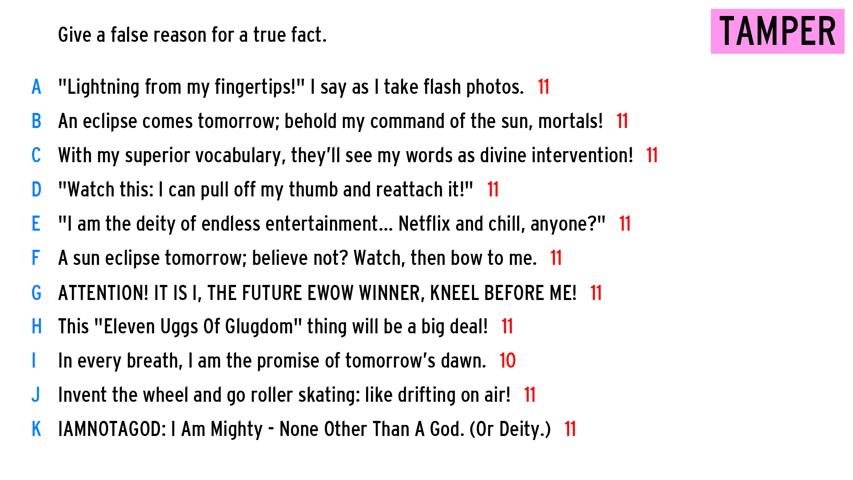 Give a false reason for a true fact.
TAMPER
A "Lightning from my fingertips!" I say as I take flash photos. 11
B An eclipse comes tomorrow; behold my command of the sun, mortals! 11
C With my superior vocabulary, they'll see my words as divine intervention! 11
D "Watch this: I can pull off my thumb and reattach it!" 11
E "I am the deity of endless entertainment... Netflix and chill, anyone?" 11
F A sun eclipse tomorrow; believe not? Watch, then bow to me. 11
G ATTENTION! IT IS I, THE FUTURE EWOW WINNER, KNEEL BEFORE ME! 11
H This "Eleven Uggs Of Glugdom" thing will be a big deal! 11
I In every breath, I am the promise of tomorrow's dawn. 10
J Invent the wheel and go roller skating: like drifting on air! 11
K IAMNOTAGOD: I Am Mighty - None Other Than A God. (Or Deity.) 11